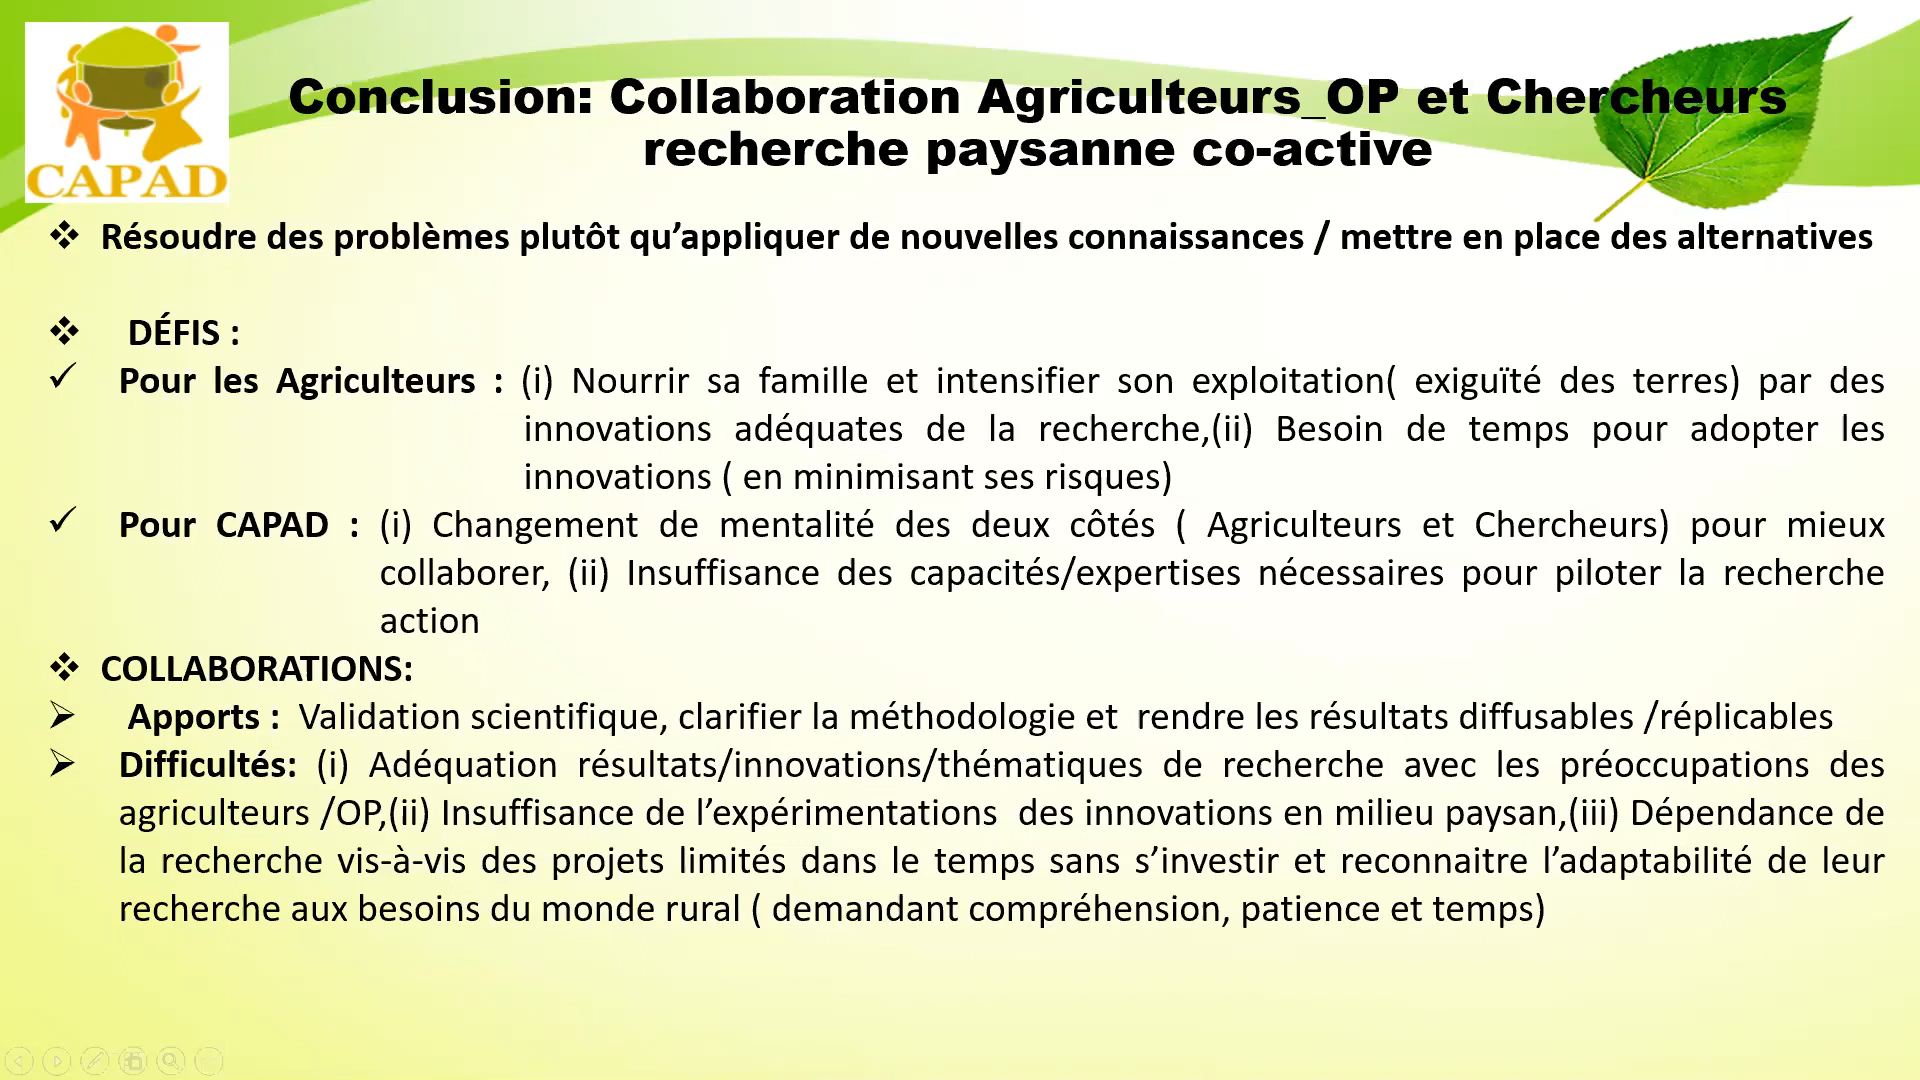 CAPAD
Conclusion: Collaboration Agriculteurs_OP et Chercheurs
recherche paysanne co-active
❖ Résoudre des problèmes plutôt qu’appliquer de nouvelles connaissances / mettre en place des alternatives
❖ DÉFIS :
✓ Pour les Agriculteurs : (i) Nourrir sa famille et intensifier son exploitation( exiguïté des terres) par des
innovations adéquates de la recherche,(ii) Besoin de temps pour adopter les
innovations ( en minimisant ses risques)
✓ Pour CAPAD : (i) Changement de mentalité des deux côtés ( Agriculteurs et Chercheurs) pour mieux
collaborer, (ii) Insuffisance des capacités/expertises nécessaires pour piloter la recherche
action
❖ COLLABORATIONS:
➢ Apports : Validation scientifique, clarifier la méthodologie et rendre les résultats diffusables /réplicables
➢ Difficultés: (i) Adéquation résultats/innovations/thématiques de recherche avec les préoccupations des
agriculteurs /OP,(ii) Insuffisance de l’expérimentations des innovations en milieu paysan,(iii) Dépendance de
la recherche vis-à-vis des projets limités dans le temps sans s’investir et reconnaitre l’adaptabilité de leur
recherche aux besoins du monde rural ( demandant compréhension, patience et temps)